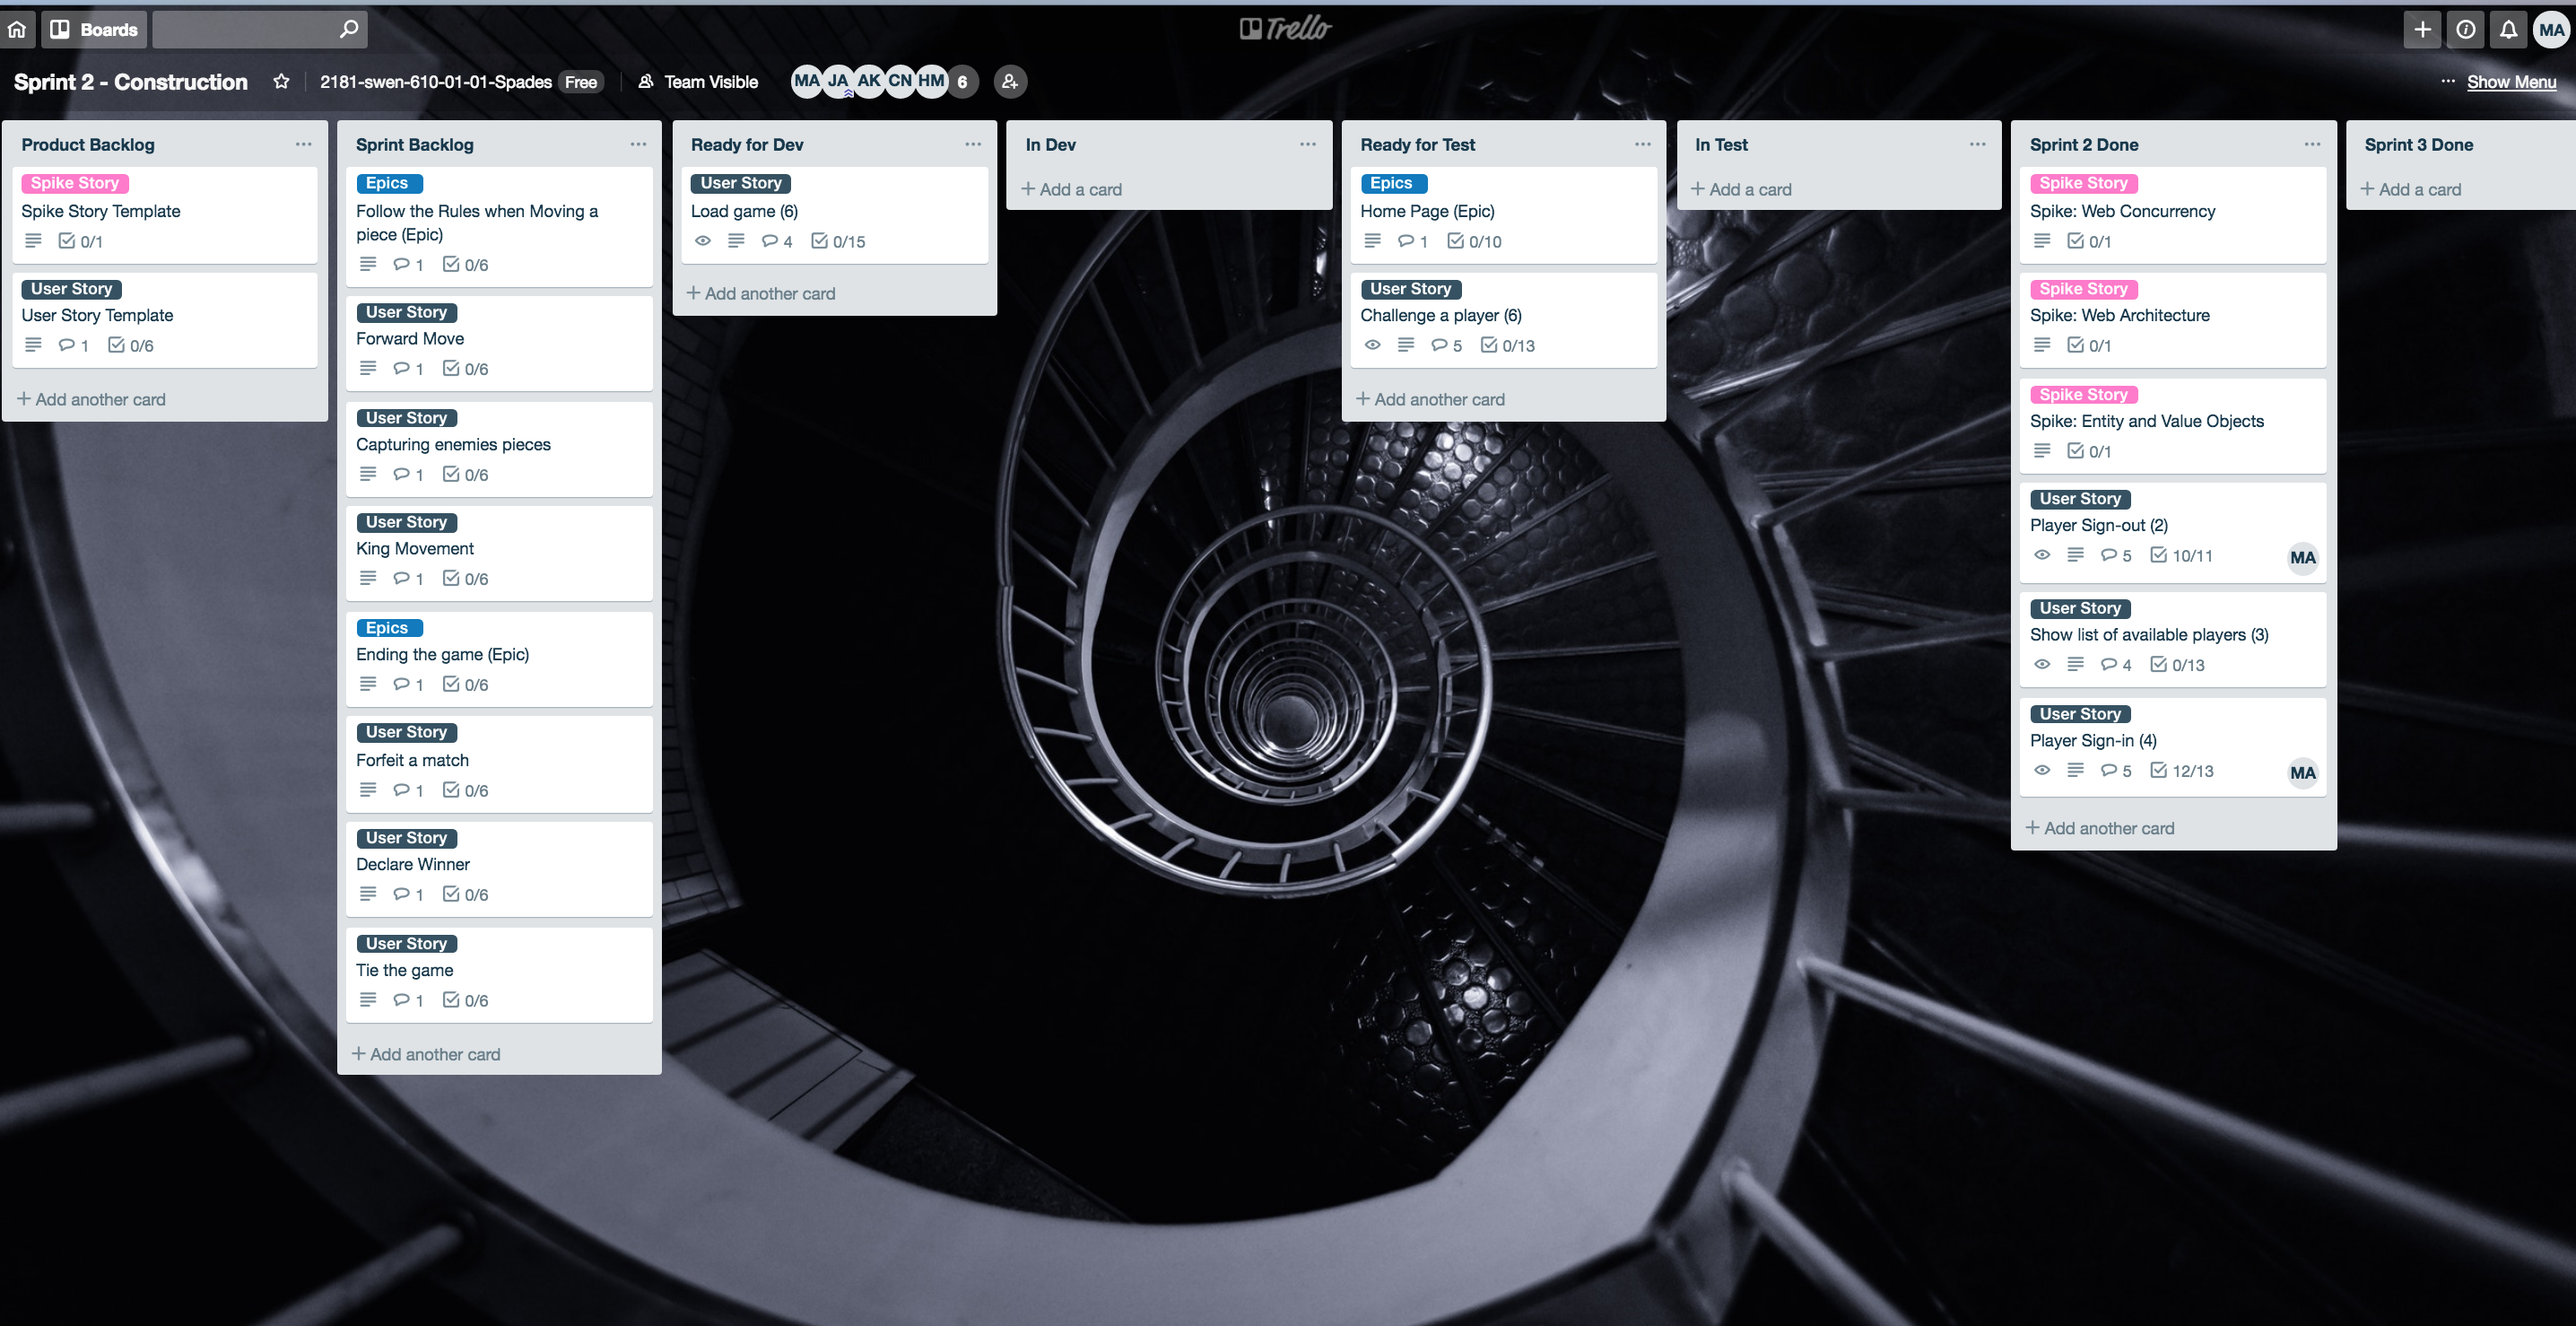 Boards
Trello
MA
Sprint 2 - Construction
2181-swen-610-01-01-Spades Free
Team Visible
MA JA AK CN HM 6
··· Show Menu
Product Backlog
Spike Story
Spike Story Template
0/1
User Story
User Story Template
1 0/6
+ Add another card
Sprint Backlog
Epics
Follow the Rules when Moving a
piece (Epic)
1 0/6
User Story
Forward Move
1 0/6
User Story
Capturing enemies pieces
1 0/6
User Story
King Movement
1 0/6
Epics
Ending the game (Epic)
1 0/6
User Story
Forfeit a match
1 0/6
User Story
Declare Winner
1 0/6
User Story
Tie the game
1 0/6
+ Add another card
Ready for Dev
User Story
Load game (6)
4 0/15
+ Add another card
In Dev
+ Add a card
Ready for Test
Epics
Home Page (Epic)
1 0/10
User Story
Challenge a player (6)
5 0/13
+ Add another card
In Test
+ Add a card
Sprint 2 Done
Spike Story
Spike: Web Concurrency
0/1
Spike Story
Spike: Web Architecture
0/1
Spike Story
Spike: Entity and Value Objects
0/1
User Story
Player Sign-out (2)
5 10/11 MA
User Story
Show list of available players (3)
4 0/13
User Story
Player Sign-in (4)
5 12/13 MA
+ Add another card
Sprint 3 Done
+ Add a card